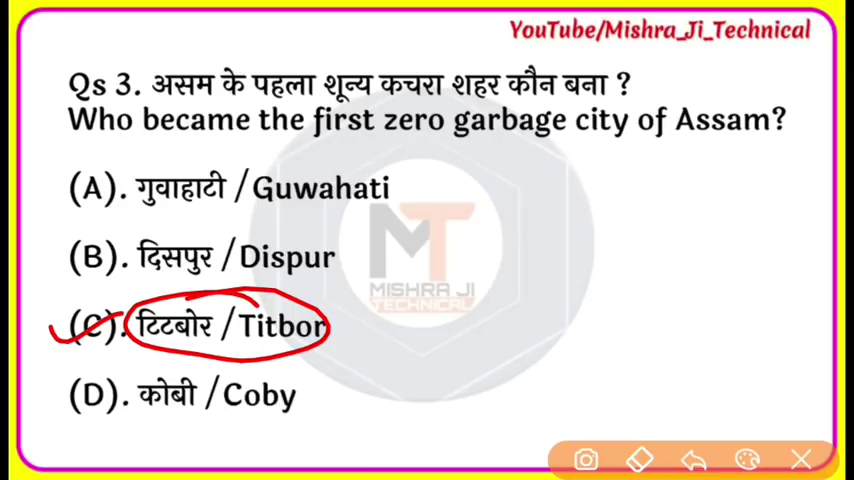 YouTube/Mishra_Ji_Technical
Qs 3. असम के पहला शून्य कचरा शहर कौन बना ?
Who became the first zero garbage city of Assam?
(A). गुवाहाटी / Guwahati
(B). दिसपुर / Dispur
(C). टिटबोर / Titbor
(D). कोबी / Coby
MT
MISHRA JI
TECHNICAL